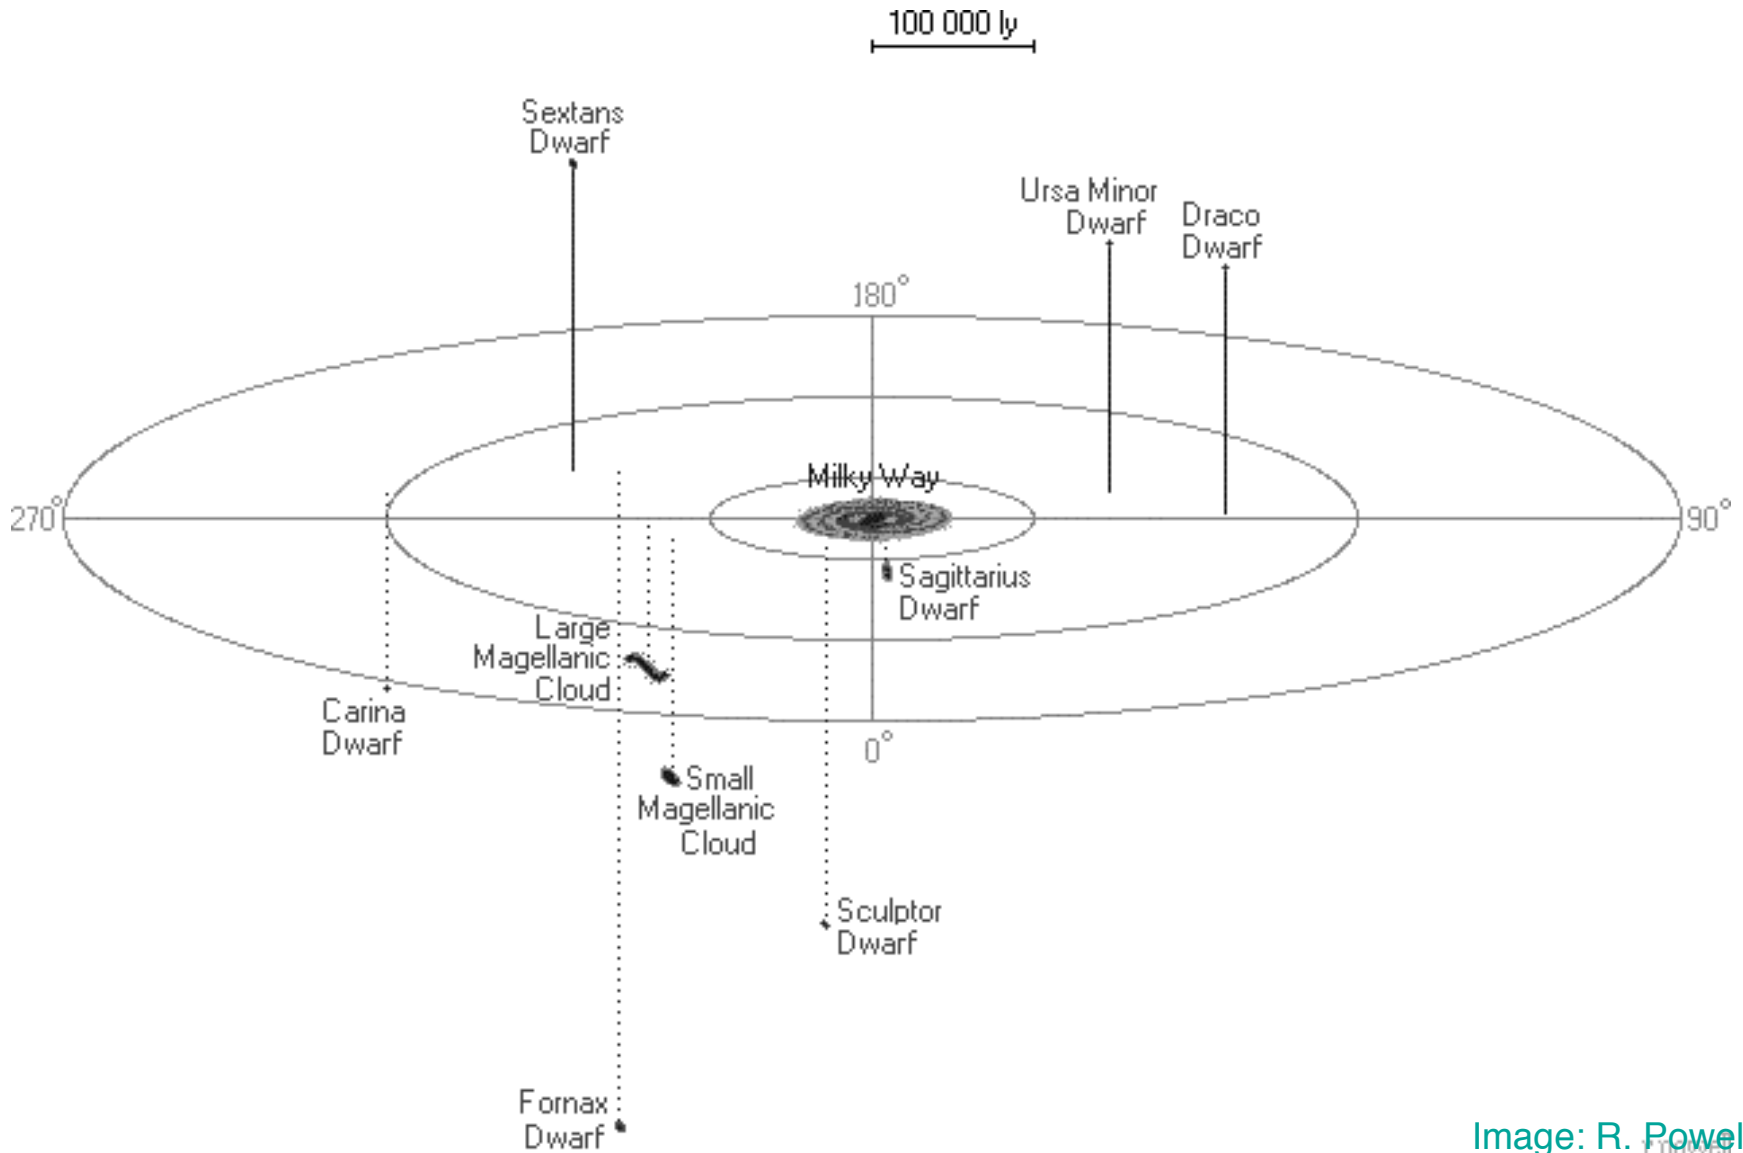 100 000 ly
Sextans
Dwarf
Ursa Minor
Dwarf
Draco
Dwarf
180°
Milky Way
270°
90°
Sagittarius
Dwarf
Large
Magellanic
Cloud
Carina
Dwarf
0°
Small
Magellanic
Cloud
Sculptor
Dwarf
Fornax
Dwarf
Image: R. Powel